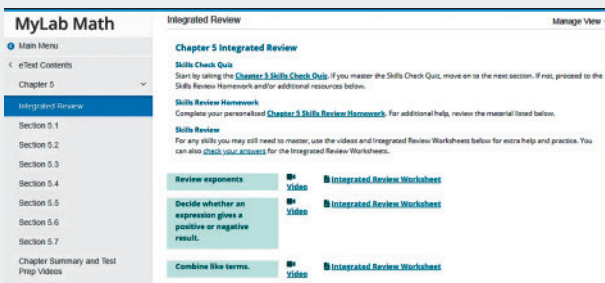 MyLab Math
Integrated Review
Manage View
Main Menu
eText Contents
Chapter 5
Integrated Review
Section 5.1
Section 5.2
Section 5.3
Section 5.4
Section 5.5
Section 5.6
Section 5.7
Chapter Summary and Test
Prep Videos
Chapter 5 Integrated Review
Skills Check Quiz
Start by taking the Chapter 5 Skills Check Quiz. If you master the Skills Check Quiz, move on to the next section. If not, proceed to the
Skills Review Homework and/or additional resources below.
Skills Review Homework
Complete your personalized Chapter 5 Skills Review Homework. For additional help, review the material listed below.
Skills Review
For any skills you may still need to master, use the videos and Integrated Review Worksheets below for extra help and practice. You
can also check your answers for the Integrated Review Worksheets.
Review exponents
Video
Integrated Review Worksheet
Decide whether an
expression gives a
positive or negative
result.
Video
Integrated Review Worksheet
Combine like terms.
Video
Integrated Review Worksheet